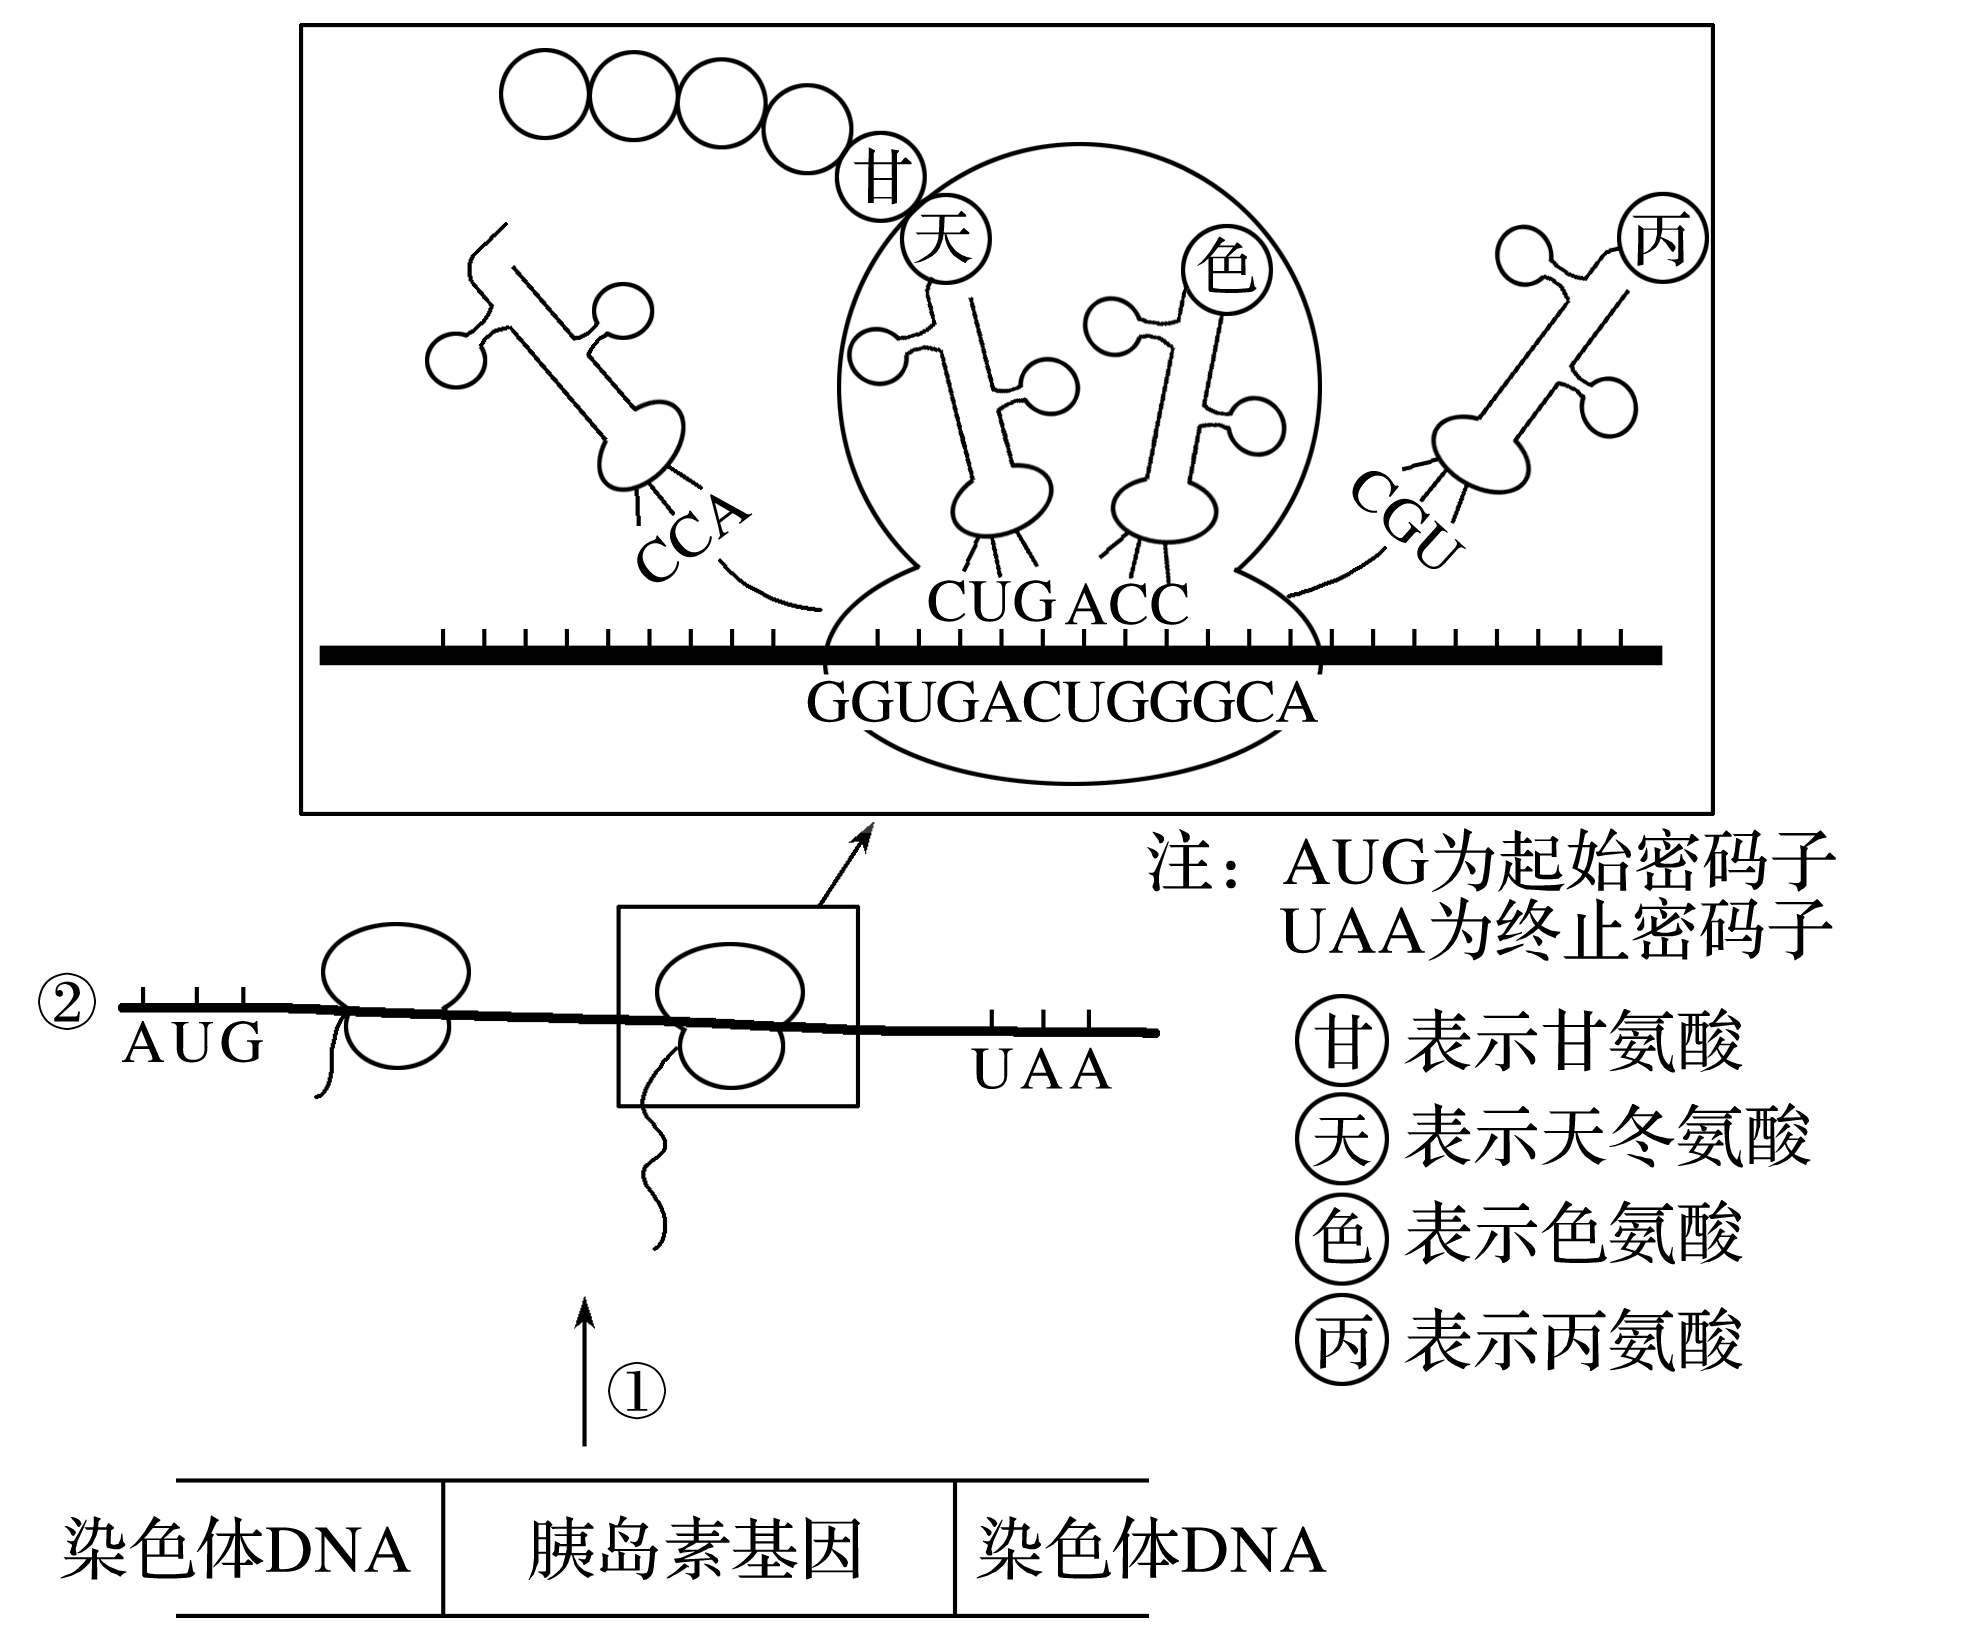 甘
天
色
丙
CCA
CUG
ACC
CGU
GGUGACUGGGCA
注：AUG为起始密码子
UAA为终止密码子
②
AUG
UAA
甘 表示甘氨酸
天 表示天冬氨酸
色 表示色氨酸
丙 表示丙氨酸
①
染色体DNA 胰岛素基因 染色体DNA